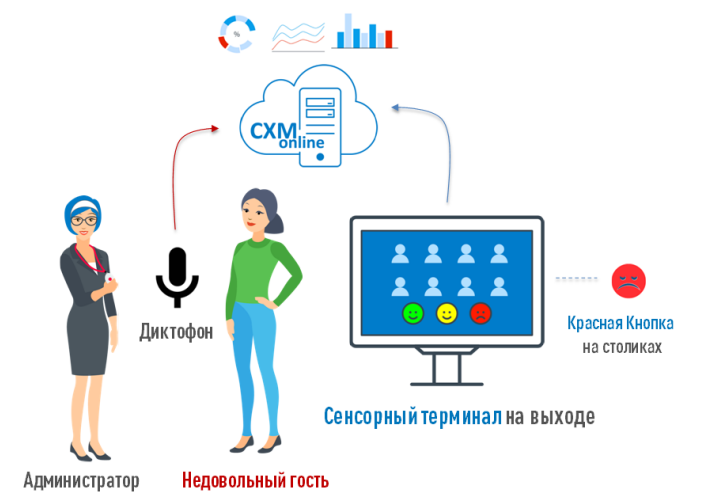 %
CXM
online
Диктофон
Красная Кнопка
на столиках
Сенсорный терминал на выходе
Администратор
Недовольный гость